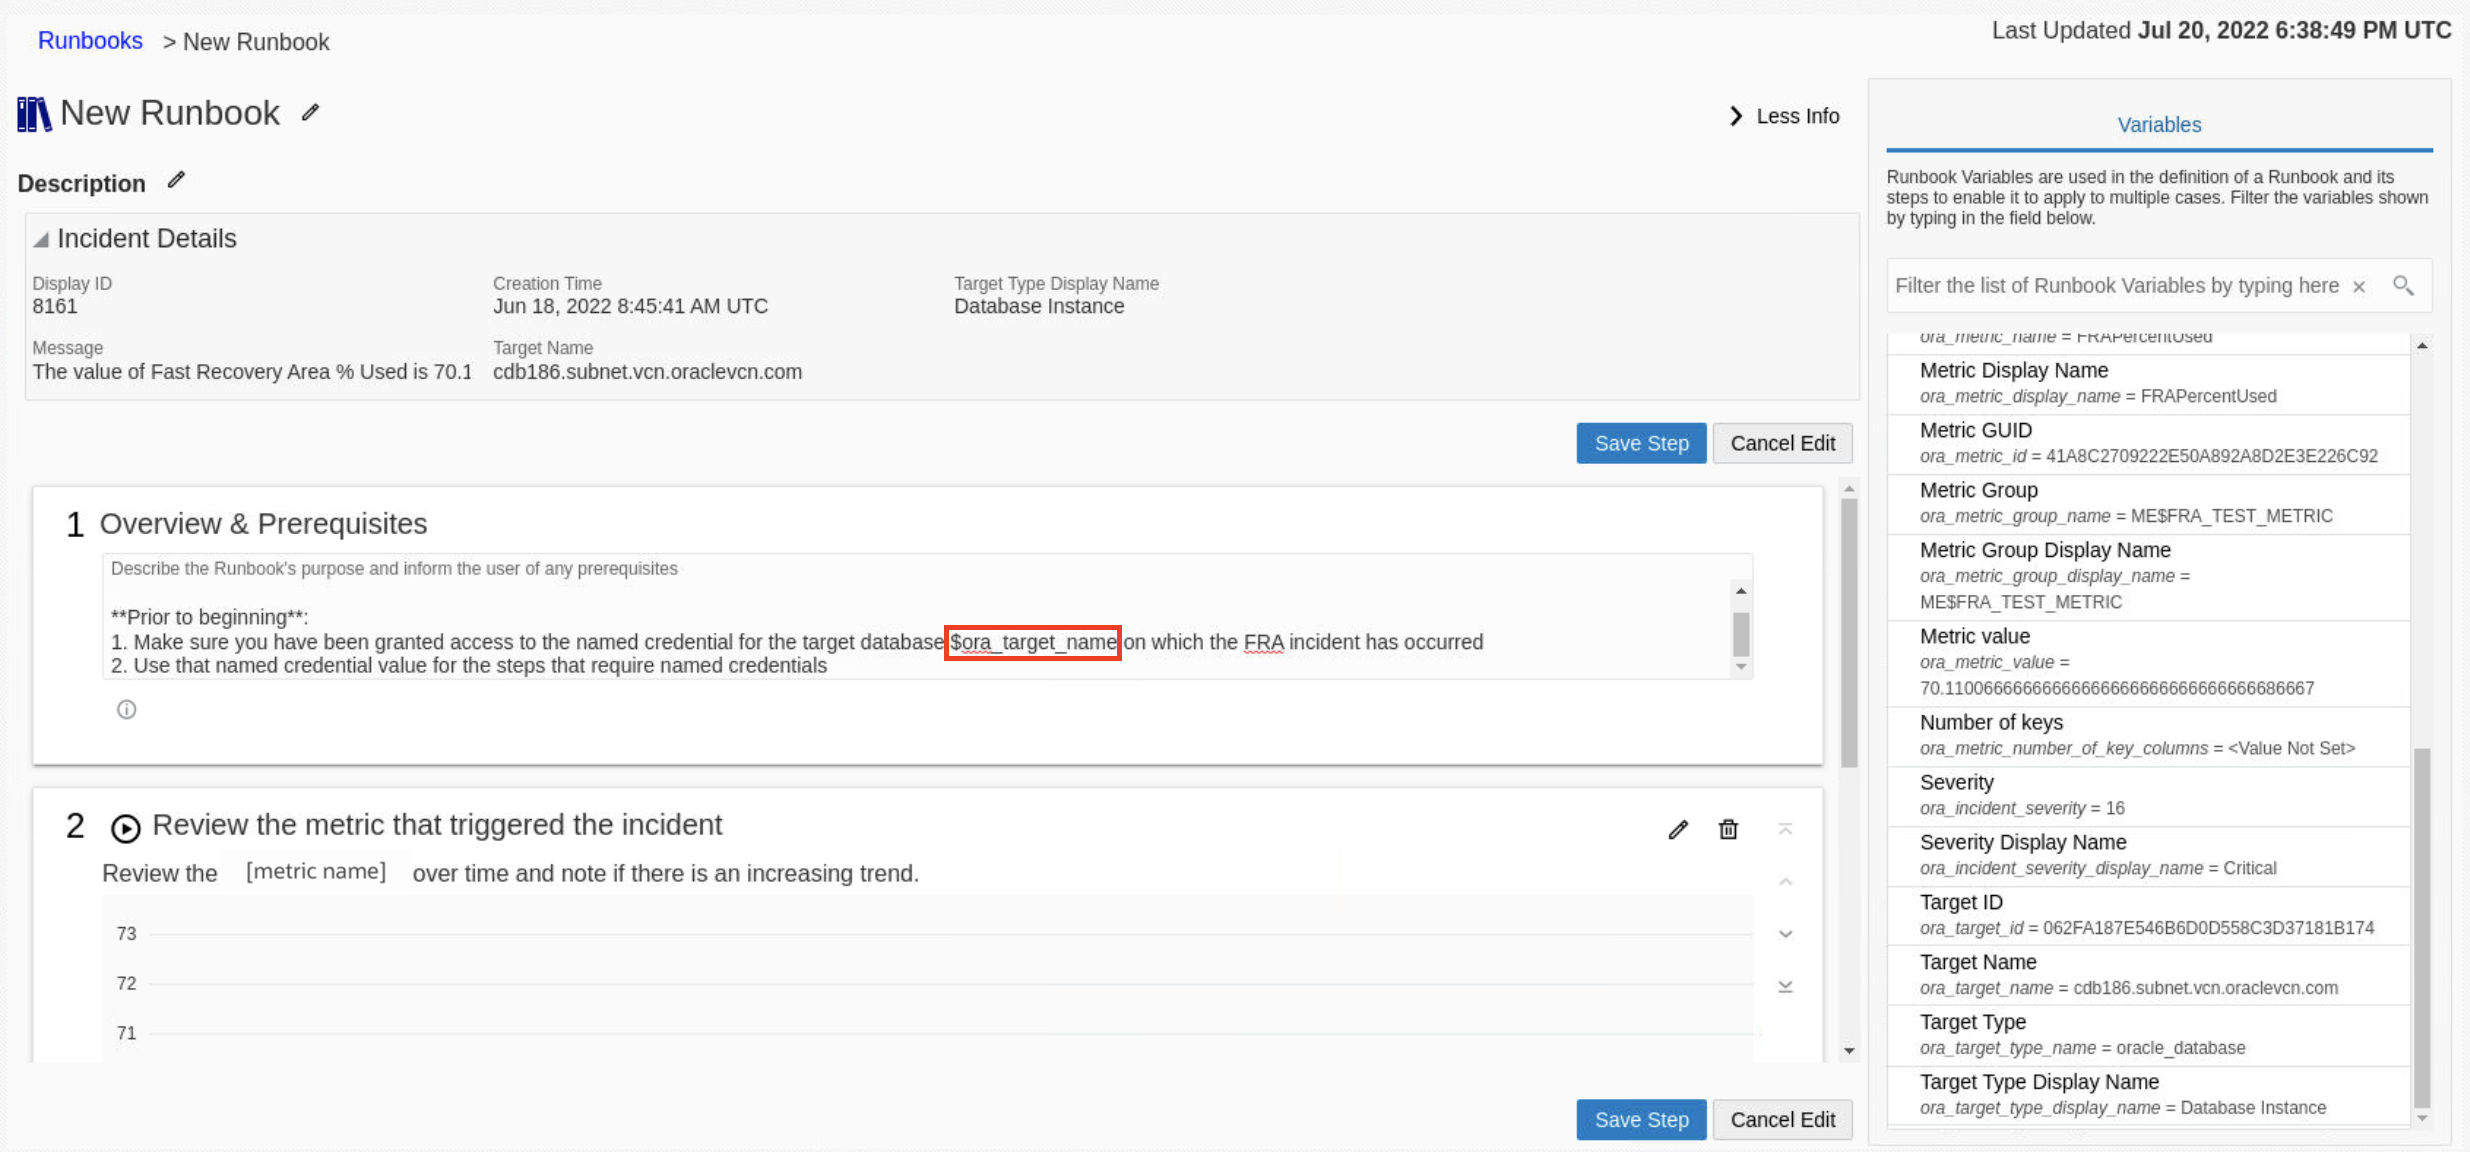 Runbooks > New Runbook
Last Updated Jul 20, 2022 6:38:49 PM UTC
New Runbook
Less Info
Description
Incident Details
Display ID
8161
Creation Time
Jun 18, 2022 8:45:41 AM UTC
Target Type Display Name
Database Instance
Message
The value of Fast Recovery Area % Used is 70.1
Target Name
cdb186.subnet.vcn.oraclevcn.com
Save Step
Cancel Edit
1 Overview & Prerequisites
Describe the Runbook's purpose and inform the user of any prerequisites
**Prior to beginning**:
1. Make sure you have been granted access to the named credential for the target database $ora_target_name on which the FRA incident has occurred
2. Use that named credential value for the steps that require named credentials
2 Review the metric that triggered the incident
Review the [metric name] over time and note if there is an increasing trend.
73
72
71
Save Step
Cancel Edit
Variables
Runbook Variables are used in the definition of a Runbook and its
steps to enable it to apply to multiple cases. Filter the variables shown
by typing in the field below.
Filter the list of Runbook Variables by typing here
ora_metric_name = FRAPercentUsed
Metric Display Name
ora_metric_display_name = FRAPercentUsed
Metric GUID
ora_metric_id = 41A8C2709222E50A892A8D2E3E226C92
Metric Group
ora_metric_group_name = ME$FRA_TEST_METRIC
Metric Group Display Name
ora_metric_group_display_name =
ME$FRA_TEST_METRIC
Metric value
ora_metric_value =
Number of keys
ora_metric_number_of_key_columns = <Value Not Set>
Severity
ora_incident_severity = 16
Severity Display Name
ora_incident_severity_display_name = Critical
Target ID
ora_target_id = 062FA187E546B6D0D558C3D37181B174
Target Name
ora_target_name = cdb186.subnet.vcn.oraclevcn.com
Target Type
ora_target_type_name = oracle_database
Target Type Display Name
ora_target_type_display_name = Database Instance